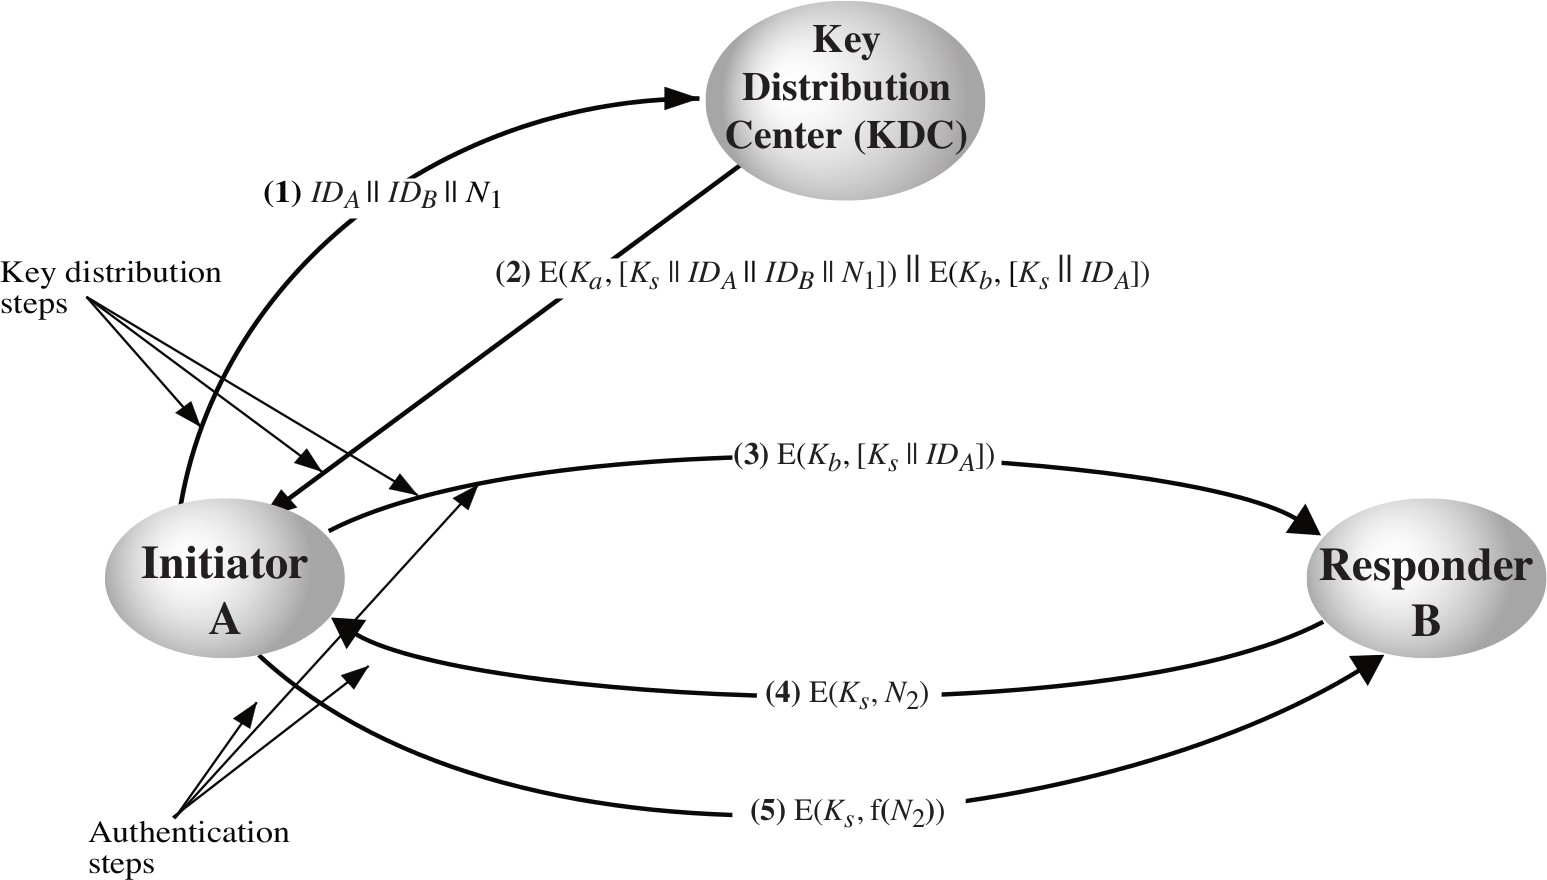 Key
Distribution
Center (KDC)
(1) ID_A || ID_B || N_1
(2) E(K_a, [K_s || ID_A || ID_B || N_1]) || E(K_b, [K_s || ID_A])
Key distribution
steps
(3) E(K_b, [K_s || ID_A])
Initiator
A
Responder
B
(4) E(K_s, N_2)
(5) E(K_s, f(N_2))
Authentication
steps